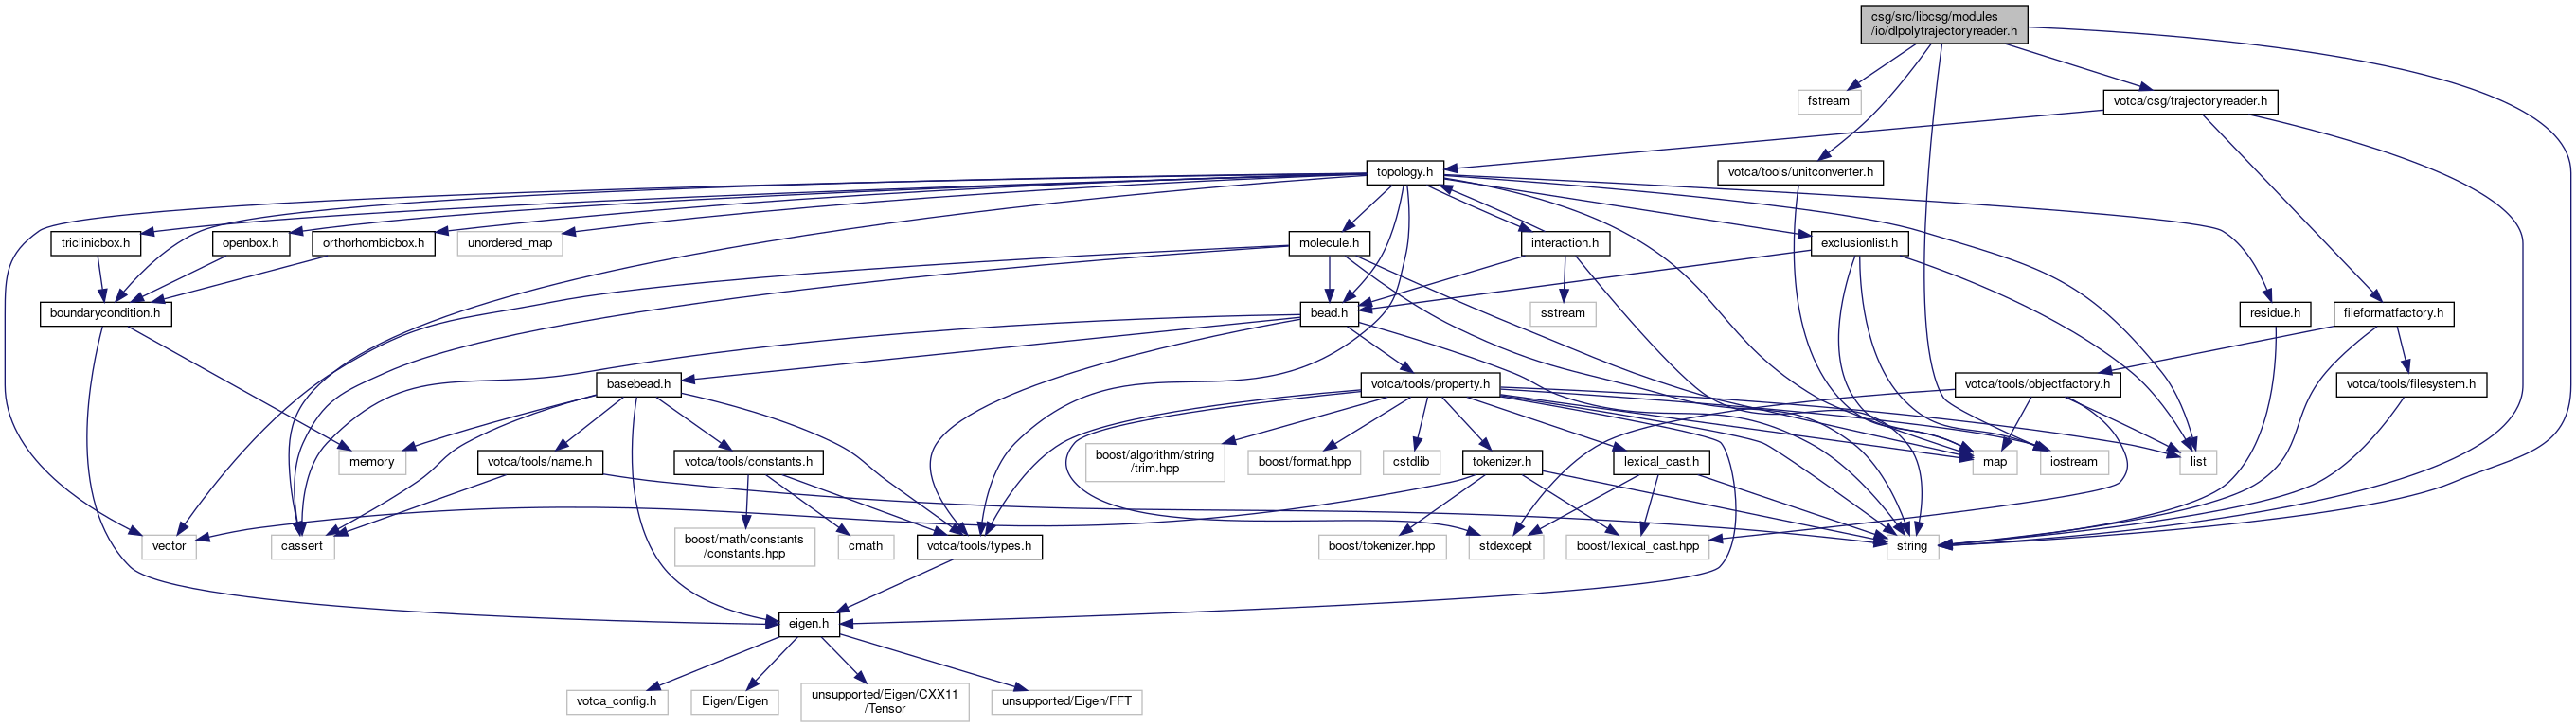 csg/src/libcsg/modules
/io/dlpolytrajectoryreader.h
fstream
votca/csg/trajectoryreader.h
topology.h
votca/tools/unitconverter.h
triclinicbox.h
openbox.h
orthorhombicbox.h
unordered_map
molecule.h
interaction.h
exclusionlist.h
boundarycondition.h
bead.h
sstream
residue.h
fileformatfactory.h
basebead.h
votca/tools/property.h
votca/tools/objectfactory.h
votca/tools/filesystem.h
memory
votca/tools/name.h
votca/tools/constants.h
boost/algorithm/string
/trim.hpp
boost/format.hpp
cstdlib
tokenizer.h
lexical_cast.h
map
iostream
list
vector
cassert
boost/math/constants
/constants.hpp
cmath
votca/tools/types.h
boost/tokenizer.hpp
stdexcept
boost/lexical_cast.hpp
string
eigen.h
votca_config.h
Eigen/Eigen
unsupported/Eigen/CXX11
/Tensor
unsupported/Eigen/FFT